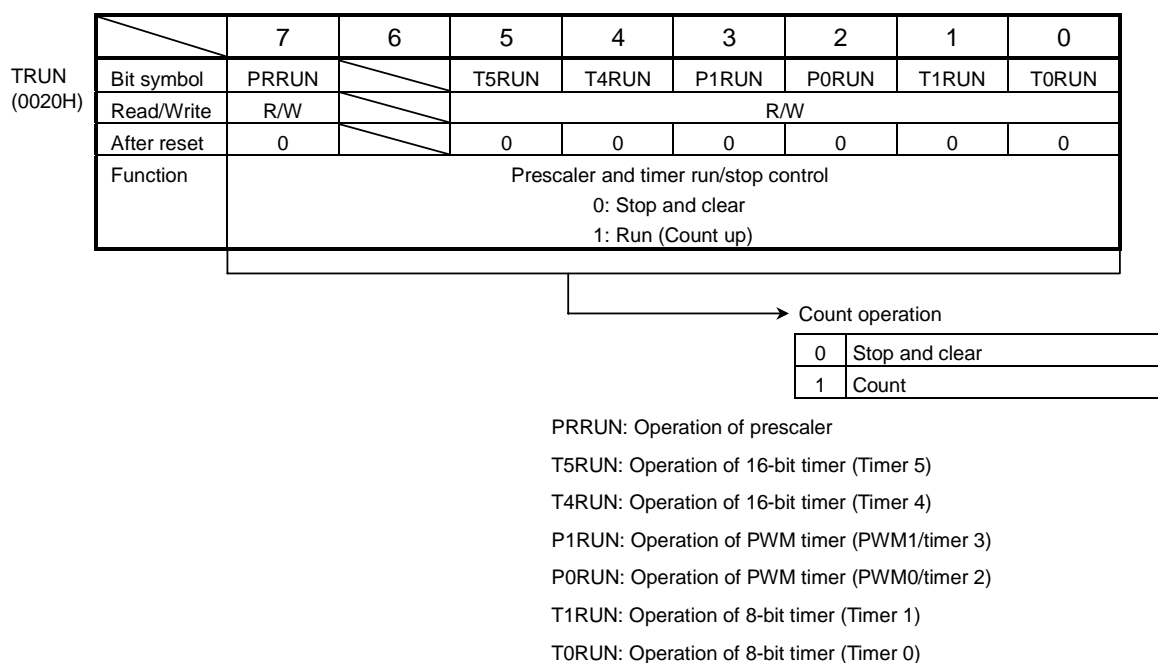 7 6 5 4 3 2 1 0
TRUN
(0020H)
Bit symbol PRRUN T5RUN T4RUN P1RUN P0RUN T1RUN T0RUN
Read/Write R/W R/W
After reset 0 0 0 0 0 0 0
Function Prescaler and timer run/stop control
0: Stop and clear
1: Run (Count up)
Count operation
0 Stop and clear
1 Count
PRRUN: Operation of prescaler
T5RUN: Operation of 16-bit timer (Timer 5)
T4RUN: Operation of 16-bit timer (Timer 4)
P1RUN: Operation of PWM timer (PWM1/timer 3)
P0RUN: Operation of PWM timer (PWM0/timer 2)
T1RUN: Operation of 8-bit timer (Timer 1)
T0RUN: Operation of 8-bit timer (Timer 0)